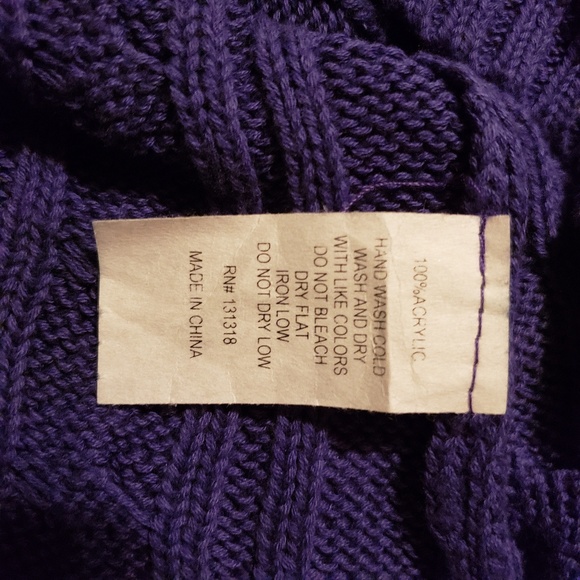 100%ACRYLIC
HAND WASH COLD
WASH AND DRY
WITH LIKE COLORS
DO NOT BLEACH
DRY FLAT
IRON LOW
DO NOT DRY LOW
RN# 131318
MADE IN CHINA